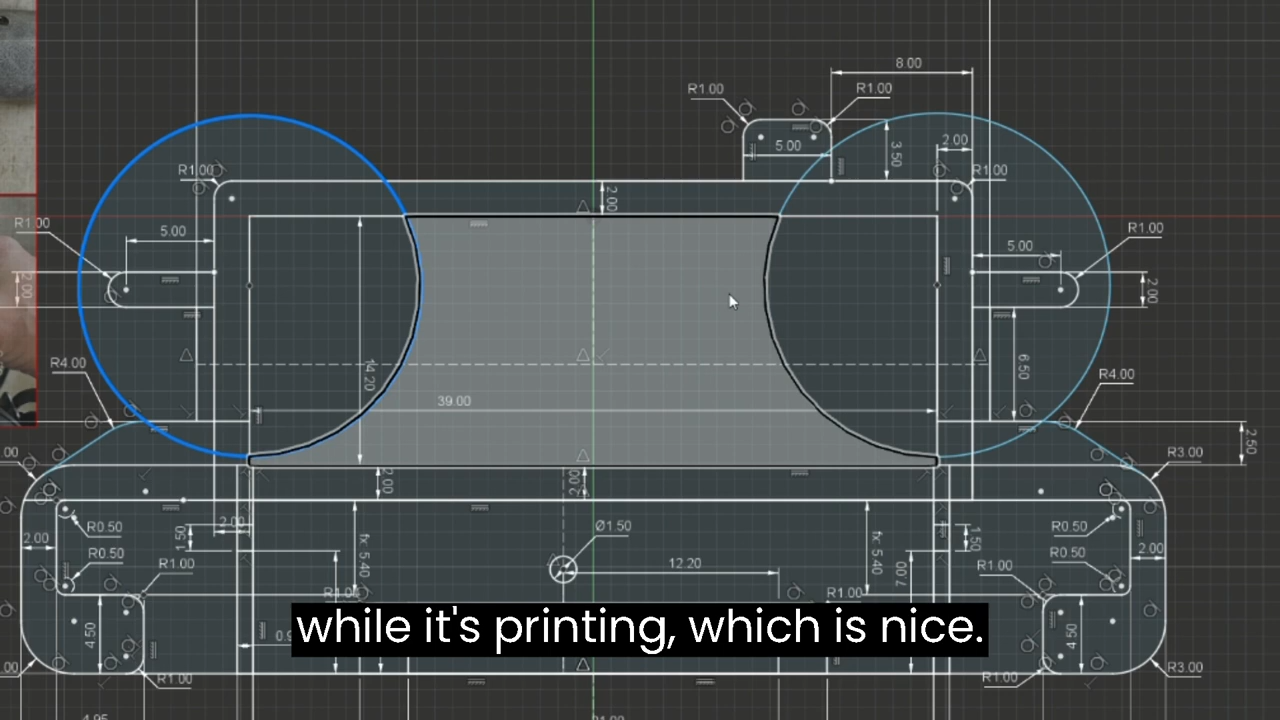 8.00
R1.00
R1.00
5.00
3.50
2.00
R1.00
R1.00
2.00
R1.00
5.00
5.00
R1.00
2.00
2.00
R4.00
14.20
6.50
R4.00
39.00
2.50
R3.00
.00
2.00
2.00
R0.50
2.00
1.50
Ø1.50
R0.50
1.50
2.00
R0.50
R1.00
fx: 5.40
12.20
fx: 5.40
7.00
R1.00
R0.50
2.00
R1.00
4.50
while it's printing, which is nice.
4.50
.00
R1.00
R1.00
R3.00
4.95